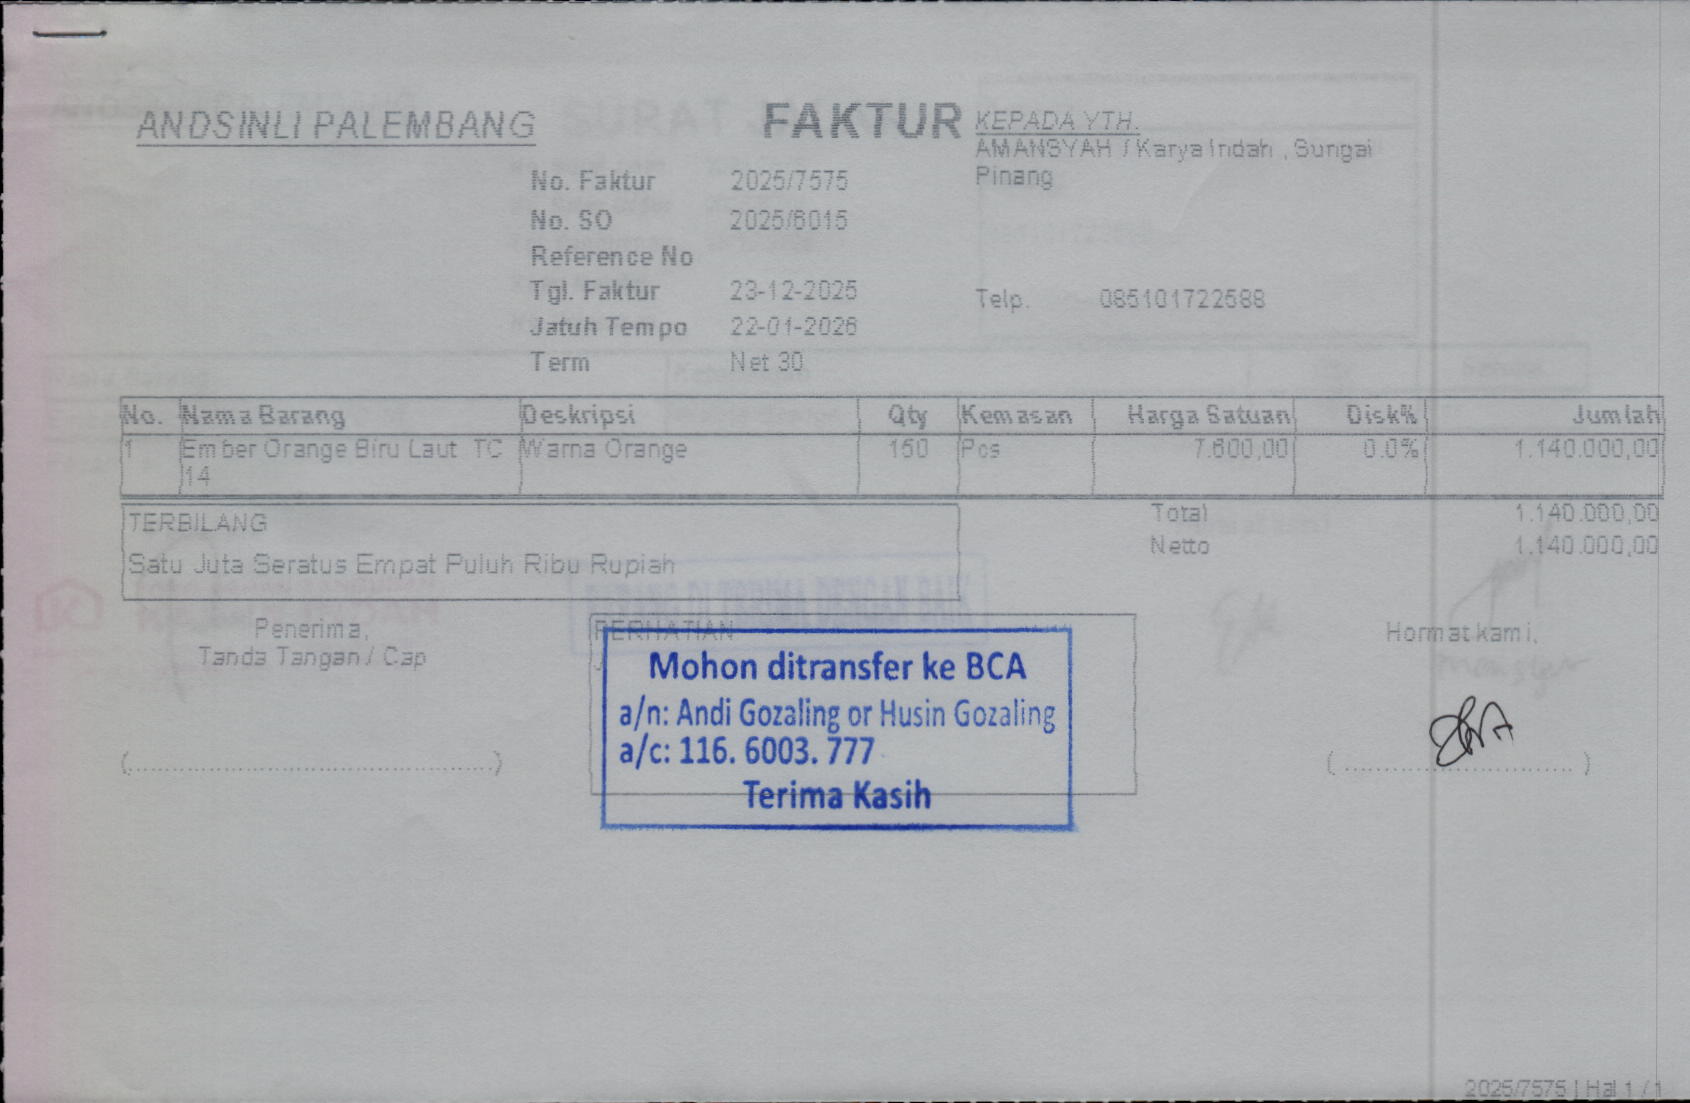 ANDSINLI PALEMBANG
FAKTUR
KEPADA YTH.
AMANSYAH / Karya Indah , Sungai
Pinang
No. Faktur 2025/7575
No. SO 2025/6015
Reference No
Tgl. Faktur 23-12-2025
Telp. 085101722588
Jatuh Tempo 22-01-2026
Term Net 30
No. Nama Barang Deskripsi Qty Kemasan Harga Satuan Disk% Jumlah
1 Ember Orange Biru Laut TC Warna Orange 150 Pcs 7.600,00 0.0% 1.140.000,00
14
TERBILANG
Satu Juta Seratus Empat Puluh Ribu Rupiah
Total 1.140.000,00
Netto 1.140.000,00
Penerima,
Tanda Tangan / Cap
PERHATIAN
Mohon ditransfer ke BCA
a/n: Andi Gozaling or Husin Gozaling
a/c: 116. 6003. 777
Terima Kasih
Hormat kami,
(..........................................)
( .............................. )
2025/7575 | Hal 1 / 1